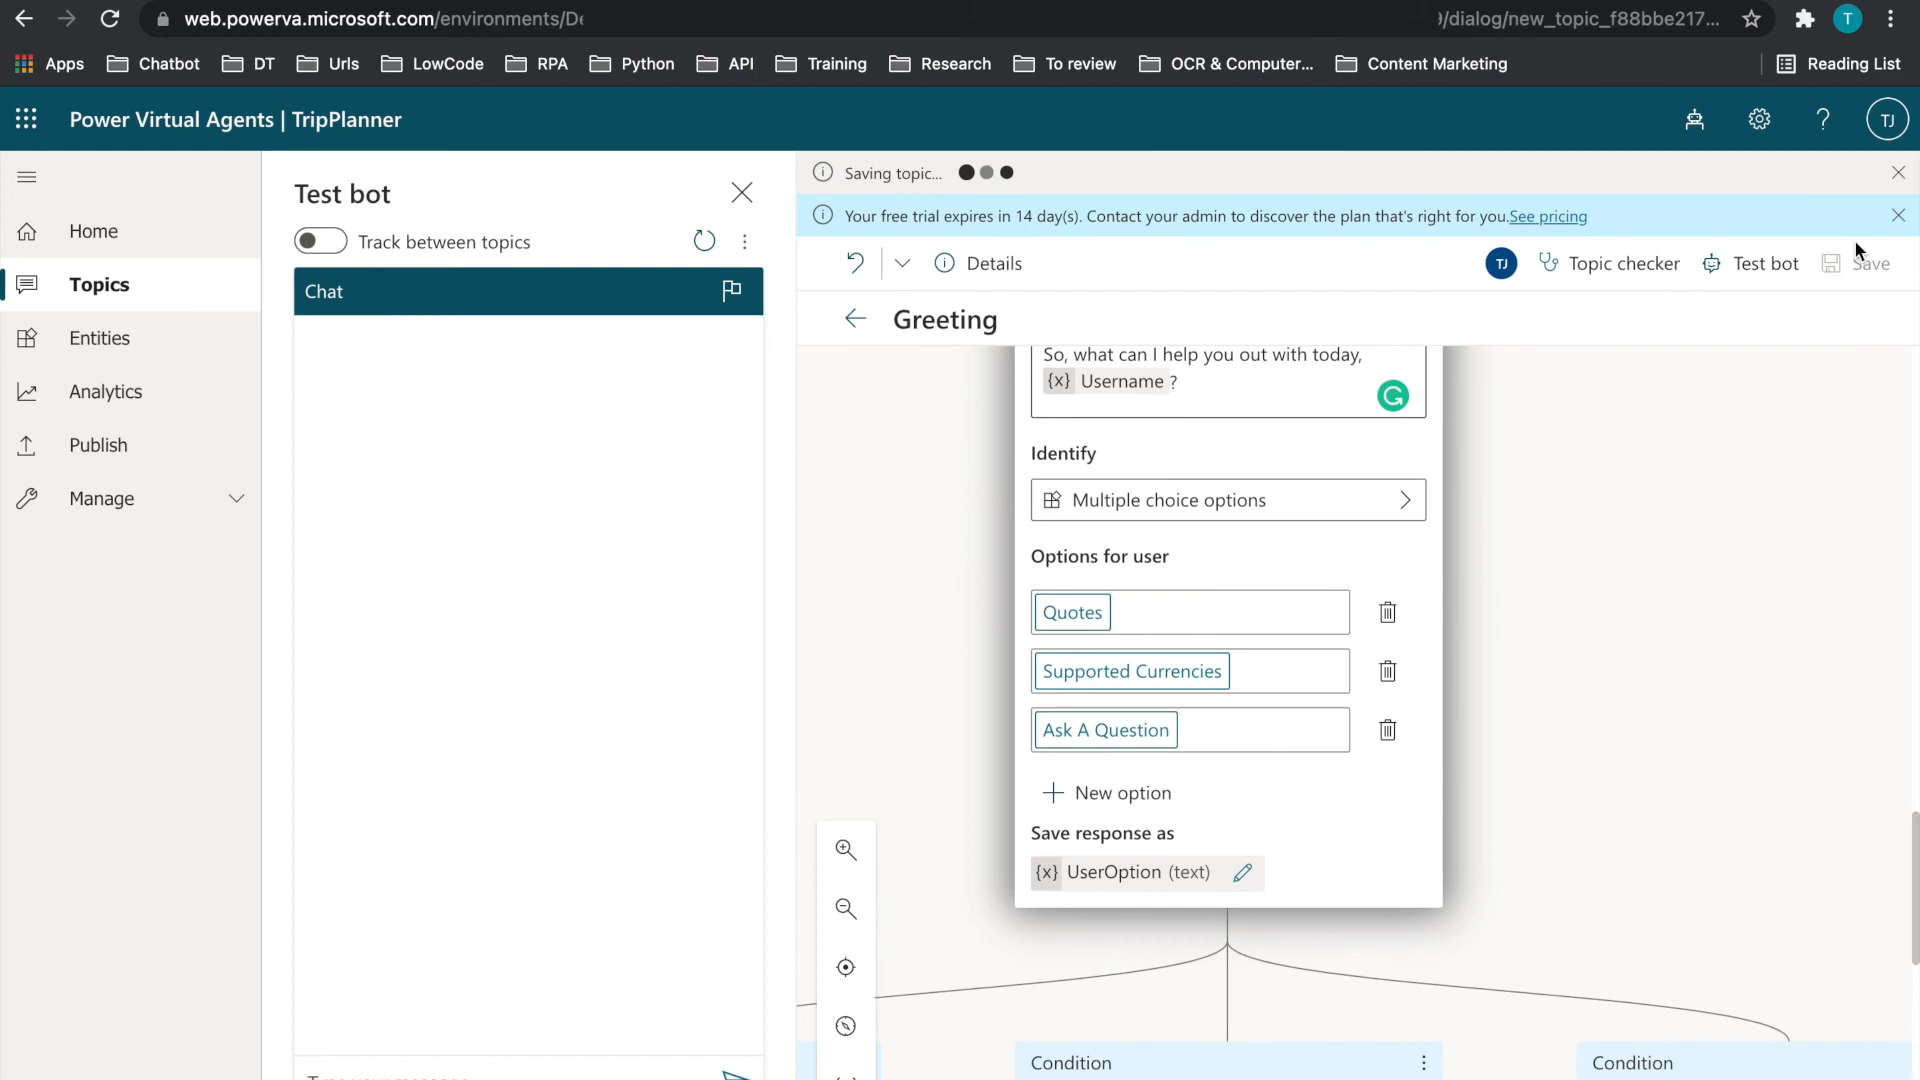 web.powerva.microsoft.com/environments/De
)/dialog/new_topic_f88bbe217...
T
Apps
Chatbot
DT
Urls
LowCode
RPA
Python
API
Training
Research
To review
OCR & Computer...
Content Marketing
Reading List
Power Virtual Agents | TripPlanner
TJ
Home
Topics
Entities
Analytics
Publish
Manage
Test bot
Track between topics
Chat
Saving topic...
Your free trial expires in 14 day(s). Contact your admin to discover the plan that's right for you. See pricing
Details
TJ
Topic checker
Test bot
Save
Greeting
So, what can I help you out with today,
{x} Username ?
Identify
Multiple choice options
Options for user
Quotes
Supported Currencies
Ask A Question
New option
Save response as
{x} UserOption (text)
Condition
Condition